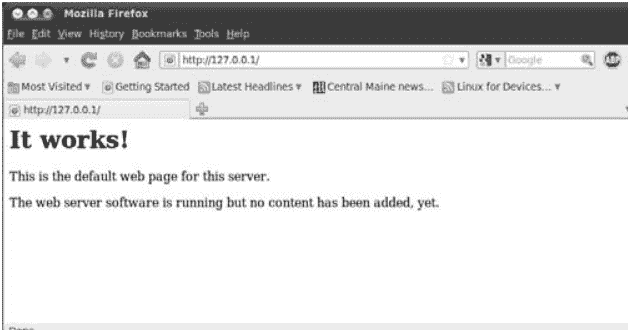 Mozilla Firefox
File Edit View History Bookmarks Tools Help
http://127.0.0.1/
Google
ABP
Most Visited
Getting Started
Latest Headlines
Central Maine news...
Linux for Devices...
http://127.0.0.1/
It works!
This is the default web page for this server.
The web server software is running but no content has been added, yet.